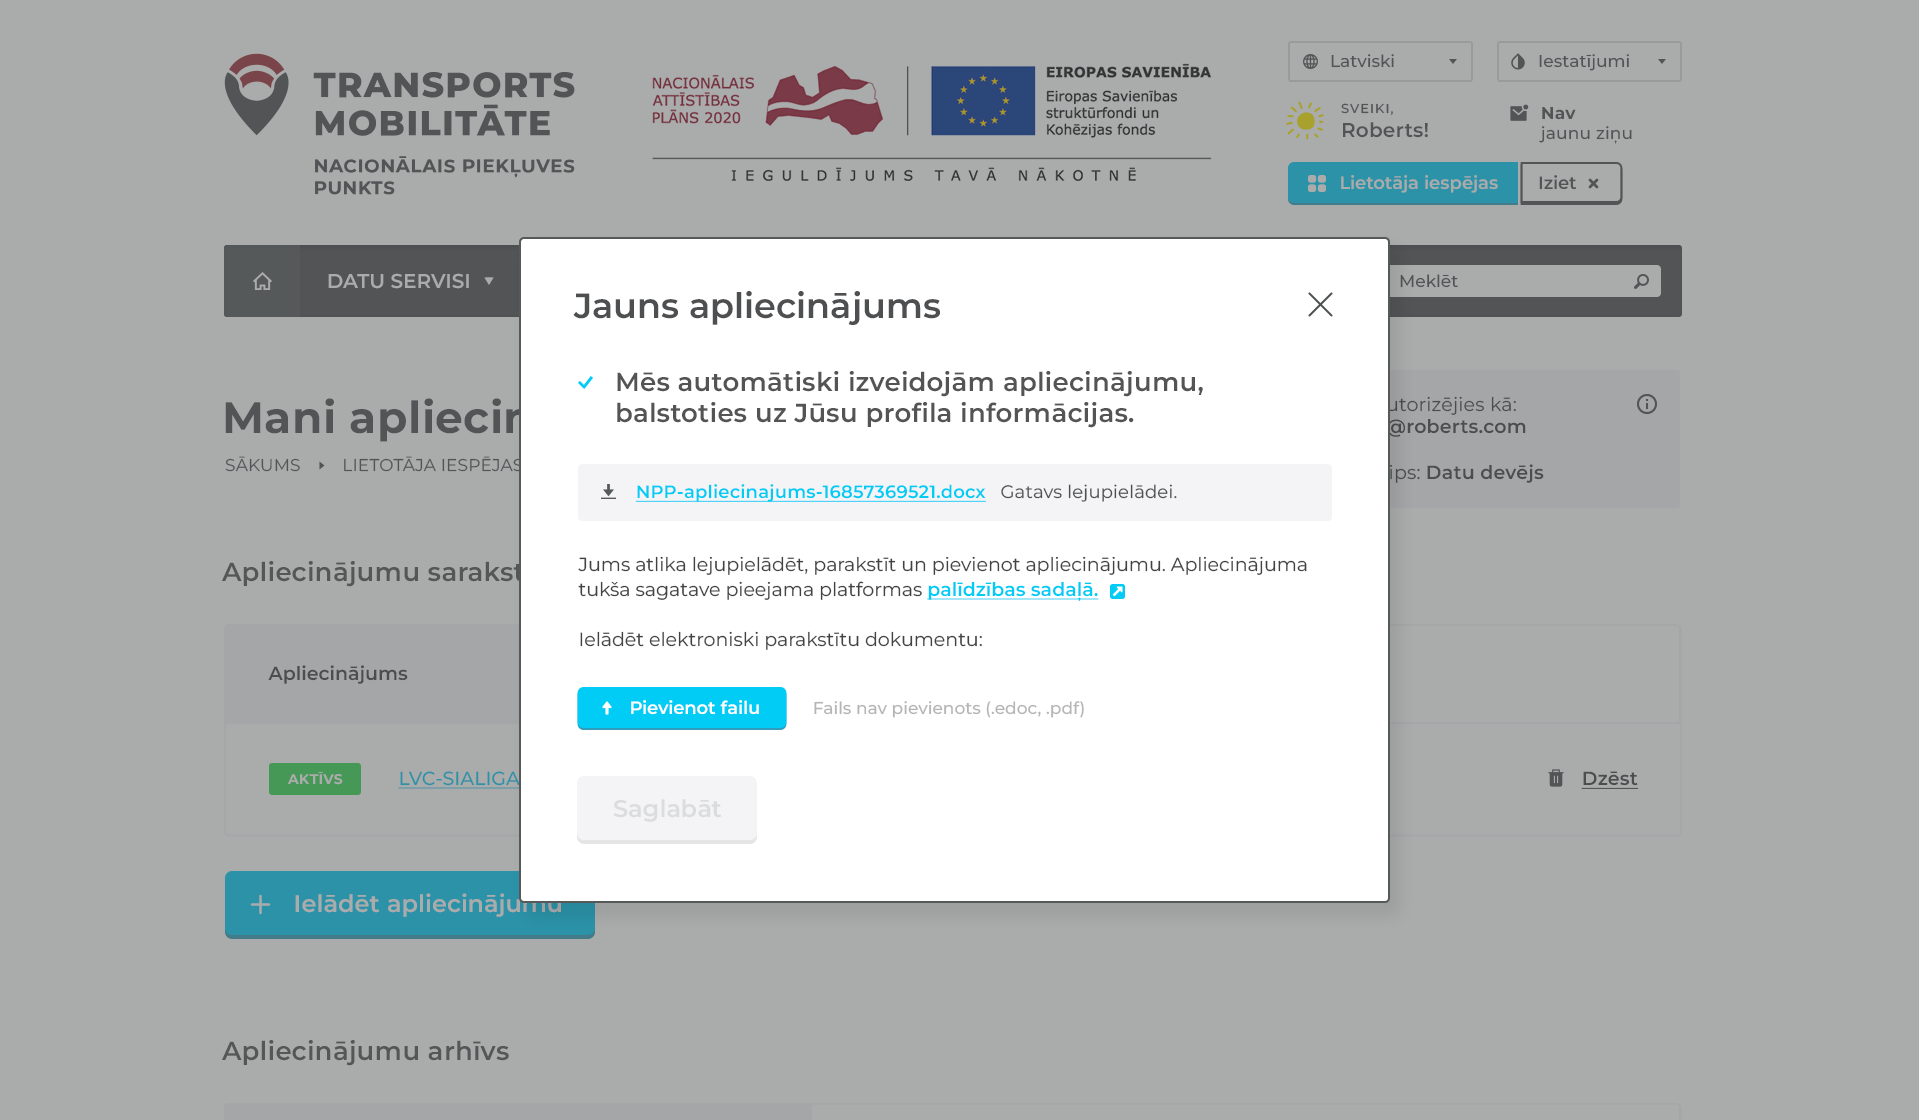 TRANSPORTS
MOBILITĀTE
NACIONĀLAIS PIEKĻUVES
PUNKTS
NACIONĀLAIS
ATTĪSTĪBAS
PLĀNS 2020
EIROPAS SAVIENĪBA
Eiropas Savienības
struktūrfondi un
Kohēzijas fonds
IEGULDĪJUMS TAVĀ NĀKOTNĒ
Latviski
Iestatījumi
SVEIKI,
Roberts!
Nav
jaunu ziņu
Lietotāja iespējas
Iziet
DATU SERVISI
Meklēt
Mani apliecin
SĀKUMS
LIETOTĀJA IESPĒJAS
utorizējies kā:
@roberts.com
ips: Datu devējs
Jauns apliecinājums
Mēs automātiski izveidojām apliecinājumu,
balstoties uz Jūsu profila informācijas.
NPP-apliecinajums-16857369521.docx Gatavs lejupielādei.
Jums atlika lejupielādēt, parakstīt un pievienot apliecinājumu. Apliecinājuma
tukša sagatave pieejama platformas palīdzības sadaļā.
Ielādēt elektroniski parakstītu dokumentu:
Pievienot failu
Fails nav pievienots (.edoc, .pdf)
Saglabāt
Apliecinājumu sarakst
Apliecinājums
AKTĪVS
LVC-SIALIGA
Dzēst
Ielādēt apliecinājumu
Apliecinājumu arhīvs